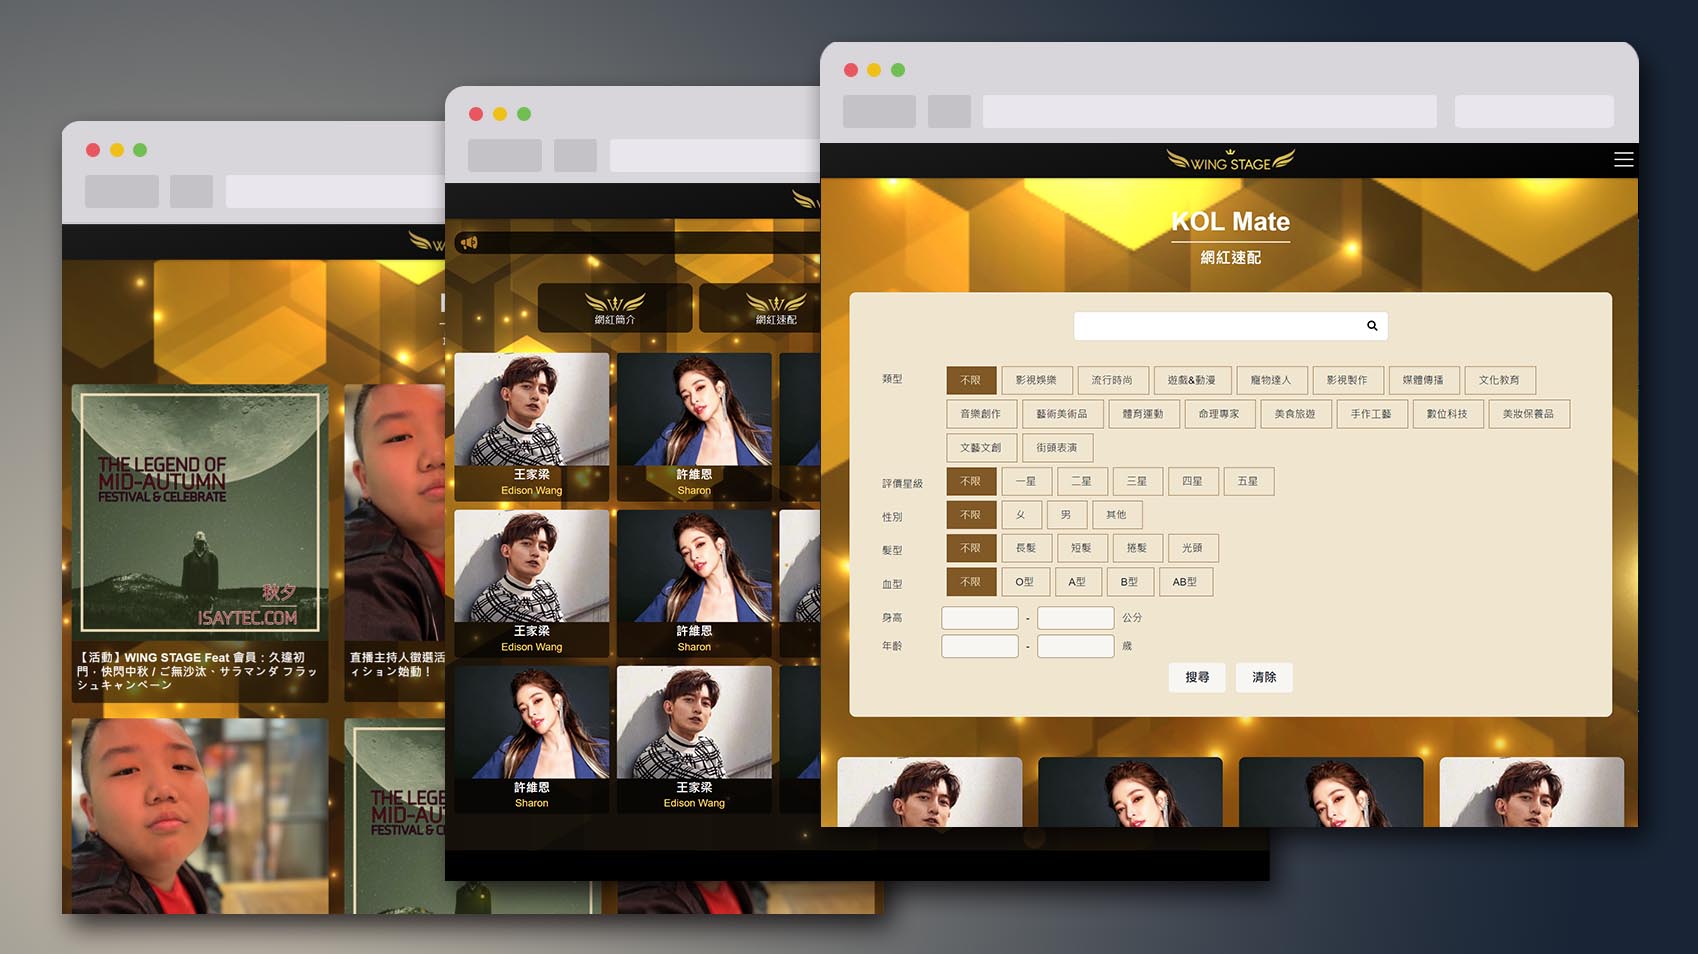 WING STAGE
KOL Mate
網紅速配
類型
不限 影視娛樂 流行時尚 遊戲&動漫 寵物達人 影視製作 媒體傳播 文化教育
音樂創作 藝術美術品 體育運動 命理專家 美食旅遊 手作工藝 數位科技 美妝保養品
文藝文創 街頭表演
評價星級 不限 一星 二星 三星 四星 五星
性別 不限 女 男 其他
髮型 不限 長髮 短髮 捲髮 光頭
血型 不限 O型 A型 B型 AB型
身高 - 公分
年齡 - 歲
搜尋 清除
網紅簡介 網紅速配
王家梁 許維恩
Edison Wang Sharon
王家梁 許維恩
Edison Wang Sharon
許維恩 王家梁
Sharon Edison Wang
THE LEGEND OF
MID-AUTUMN
FESTIVAL & CELEBRATE
秋夕
ISAYTEC.COM
【活動】WING STAGE Feat 會員：久違初
門．快閃中秋 / ご無沙汰、サラマンダ フラッ
シュキャンペーン
直播主持人徵選活
ィション始動！
THE LEGE
MID-AU
FESTIVAL & C